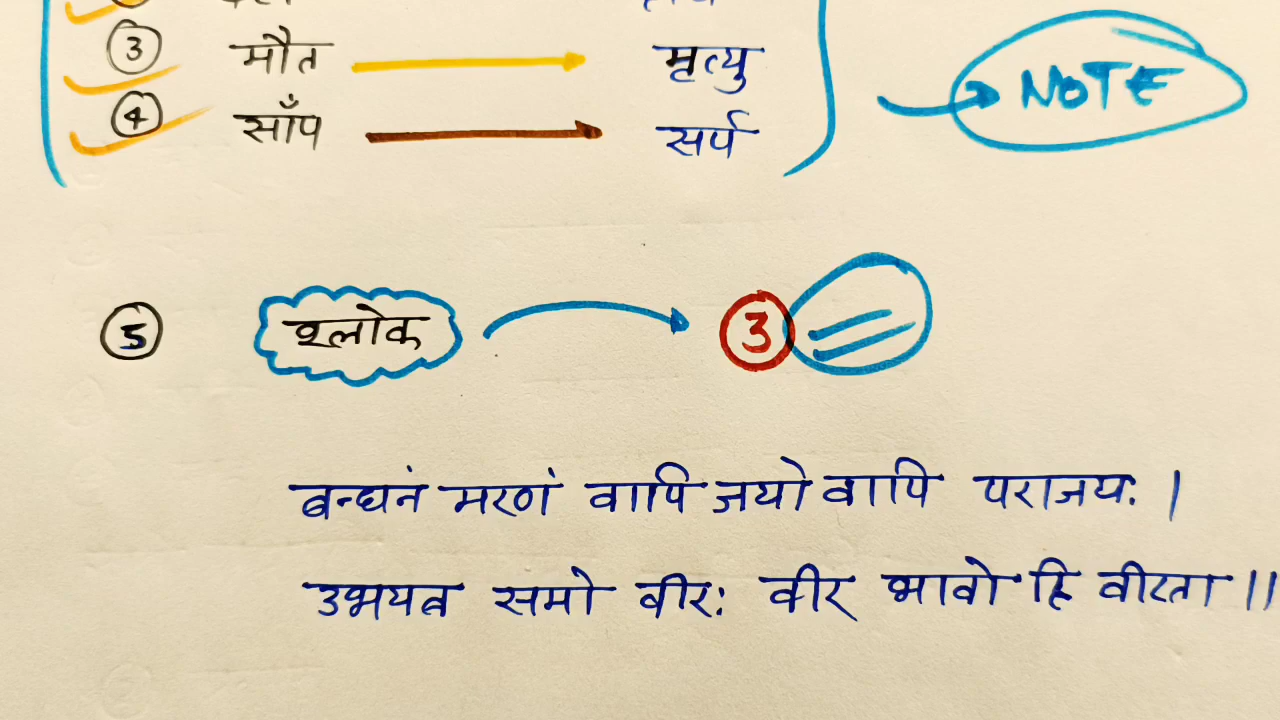 ③ मौत मृत्यु
④ साँप सर्प
NOTE
⑤ श्लोक ③
बन्धनं मरणं वापि जयो वापि पराजयः ।
उभयत्र समो वीरः वीर भावो हि वीरता ।।